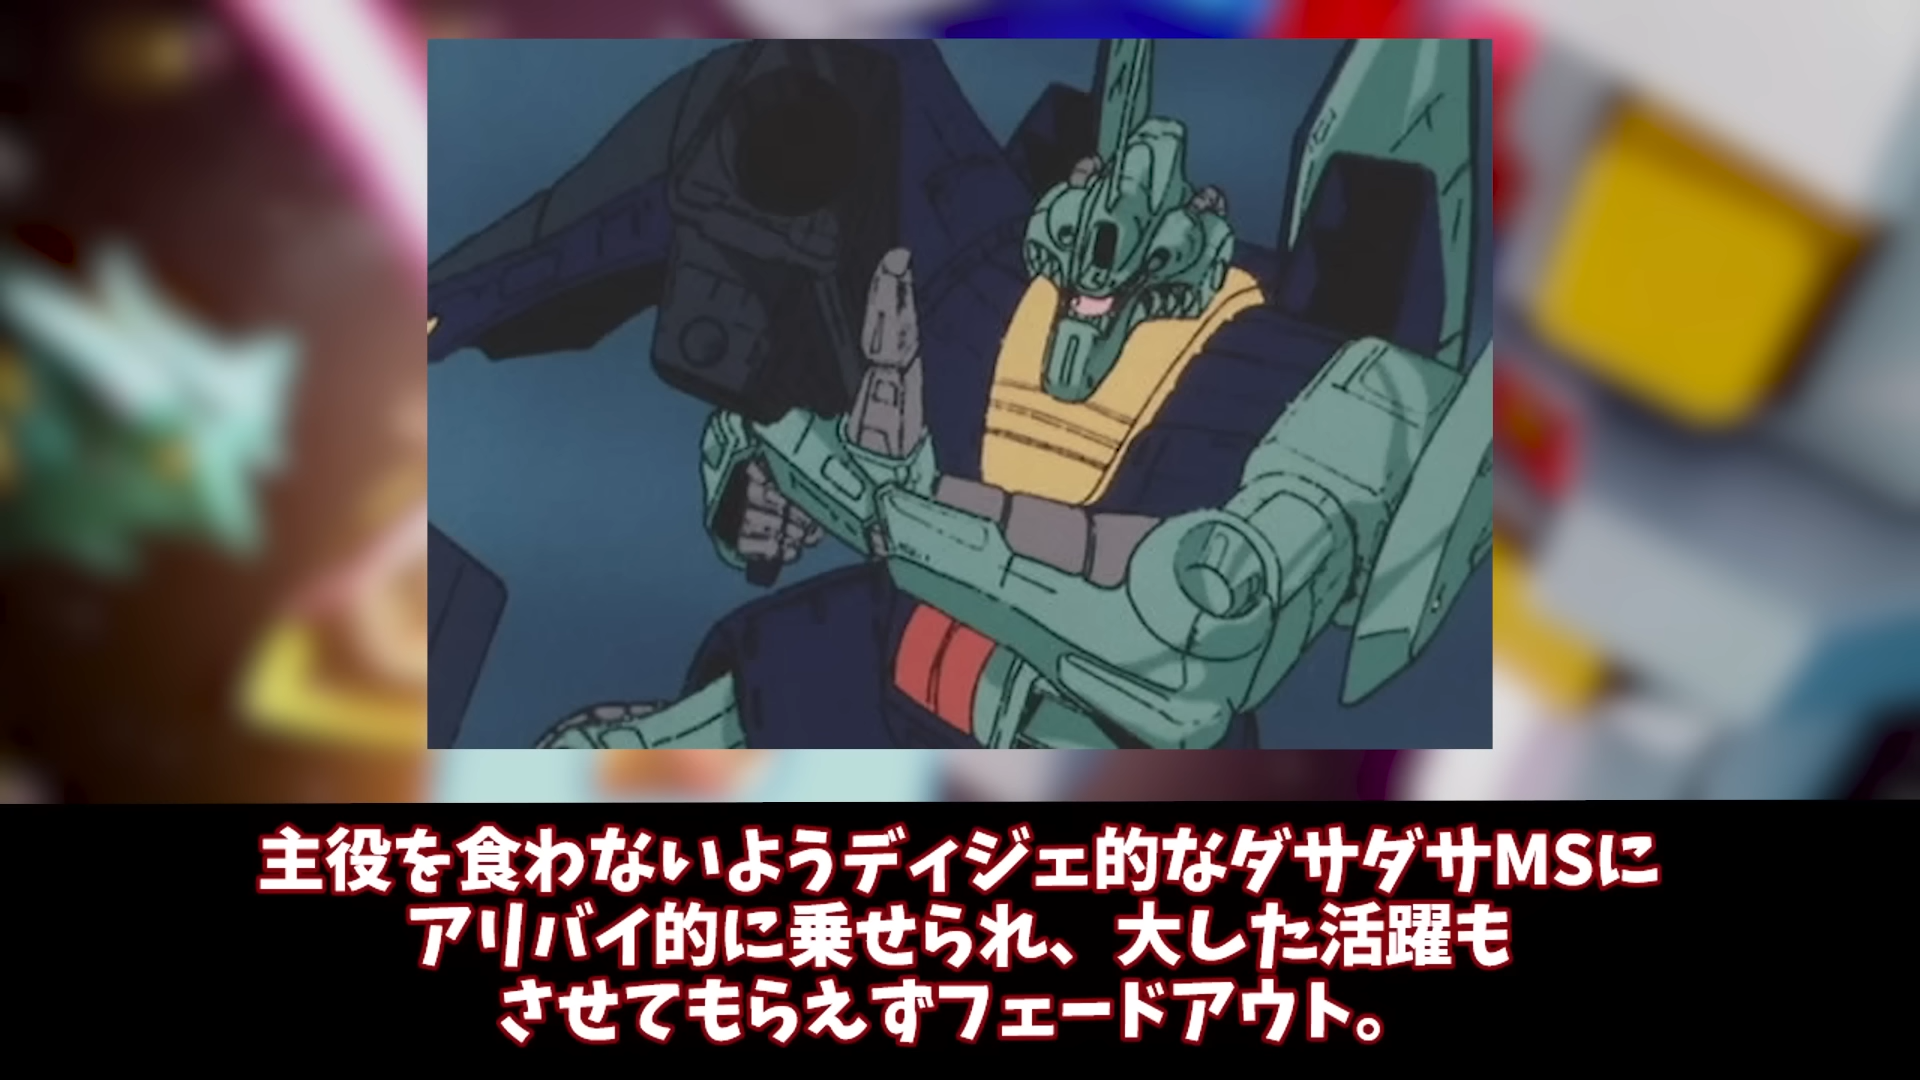 主役を食わないようディジェ的なダサダサMSに
アリバイ的に乗せられ、大した活躍も
させてもらえずフェードアウト。